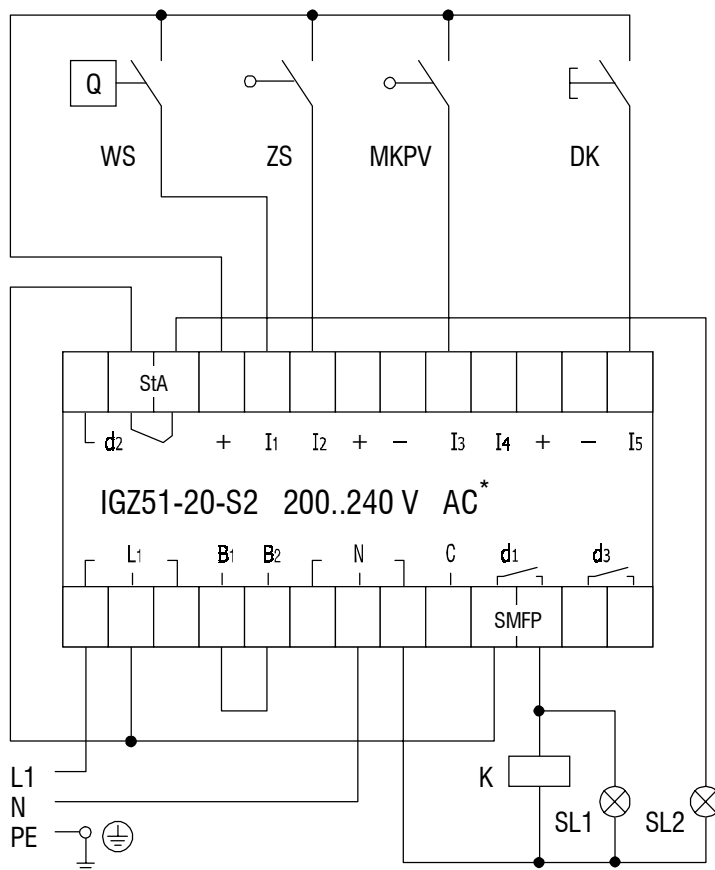 Q
WS ZS MKPV DK
StA
d2 + I1 I2 + − I3 I4 + − I5
IGZ51-20-S2 200..240 V AC*
L1 B1 B2 N C d1 d3
SMFP
L1
N
PE
K
SL1 SL2